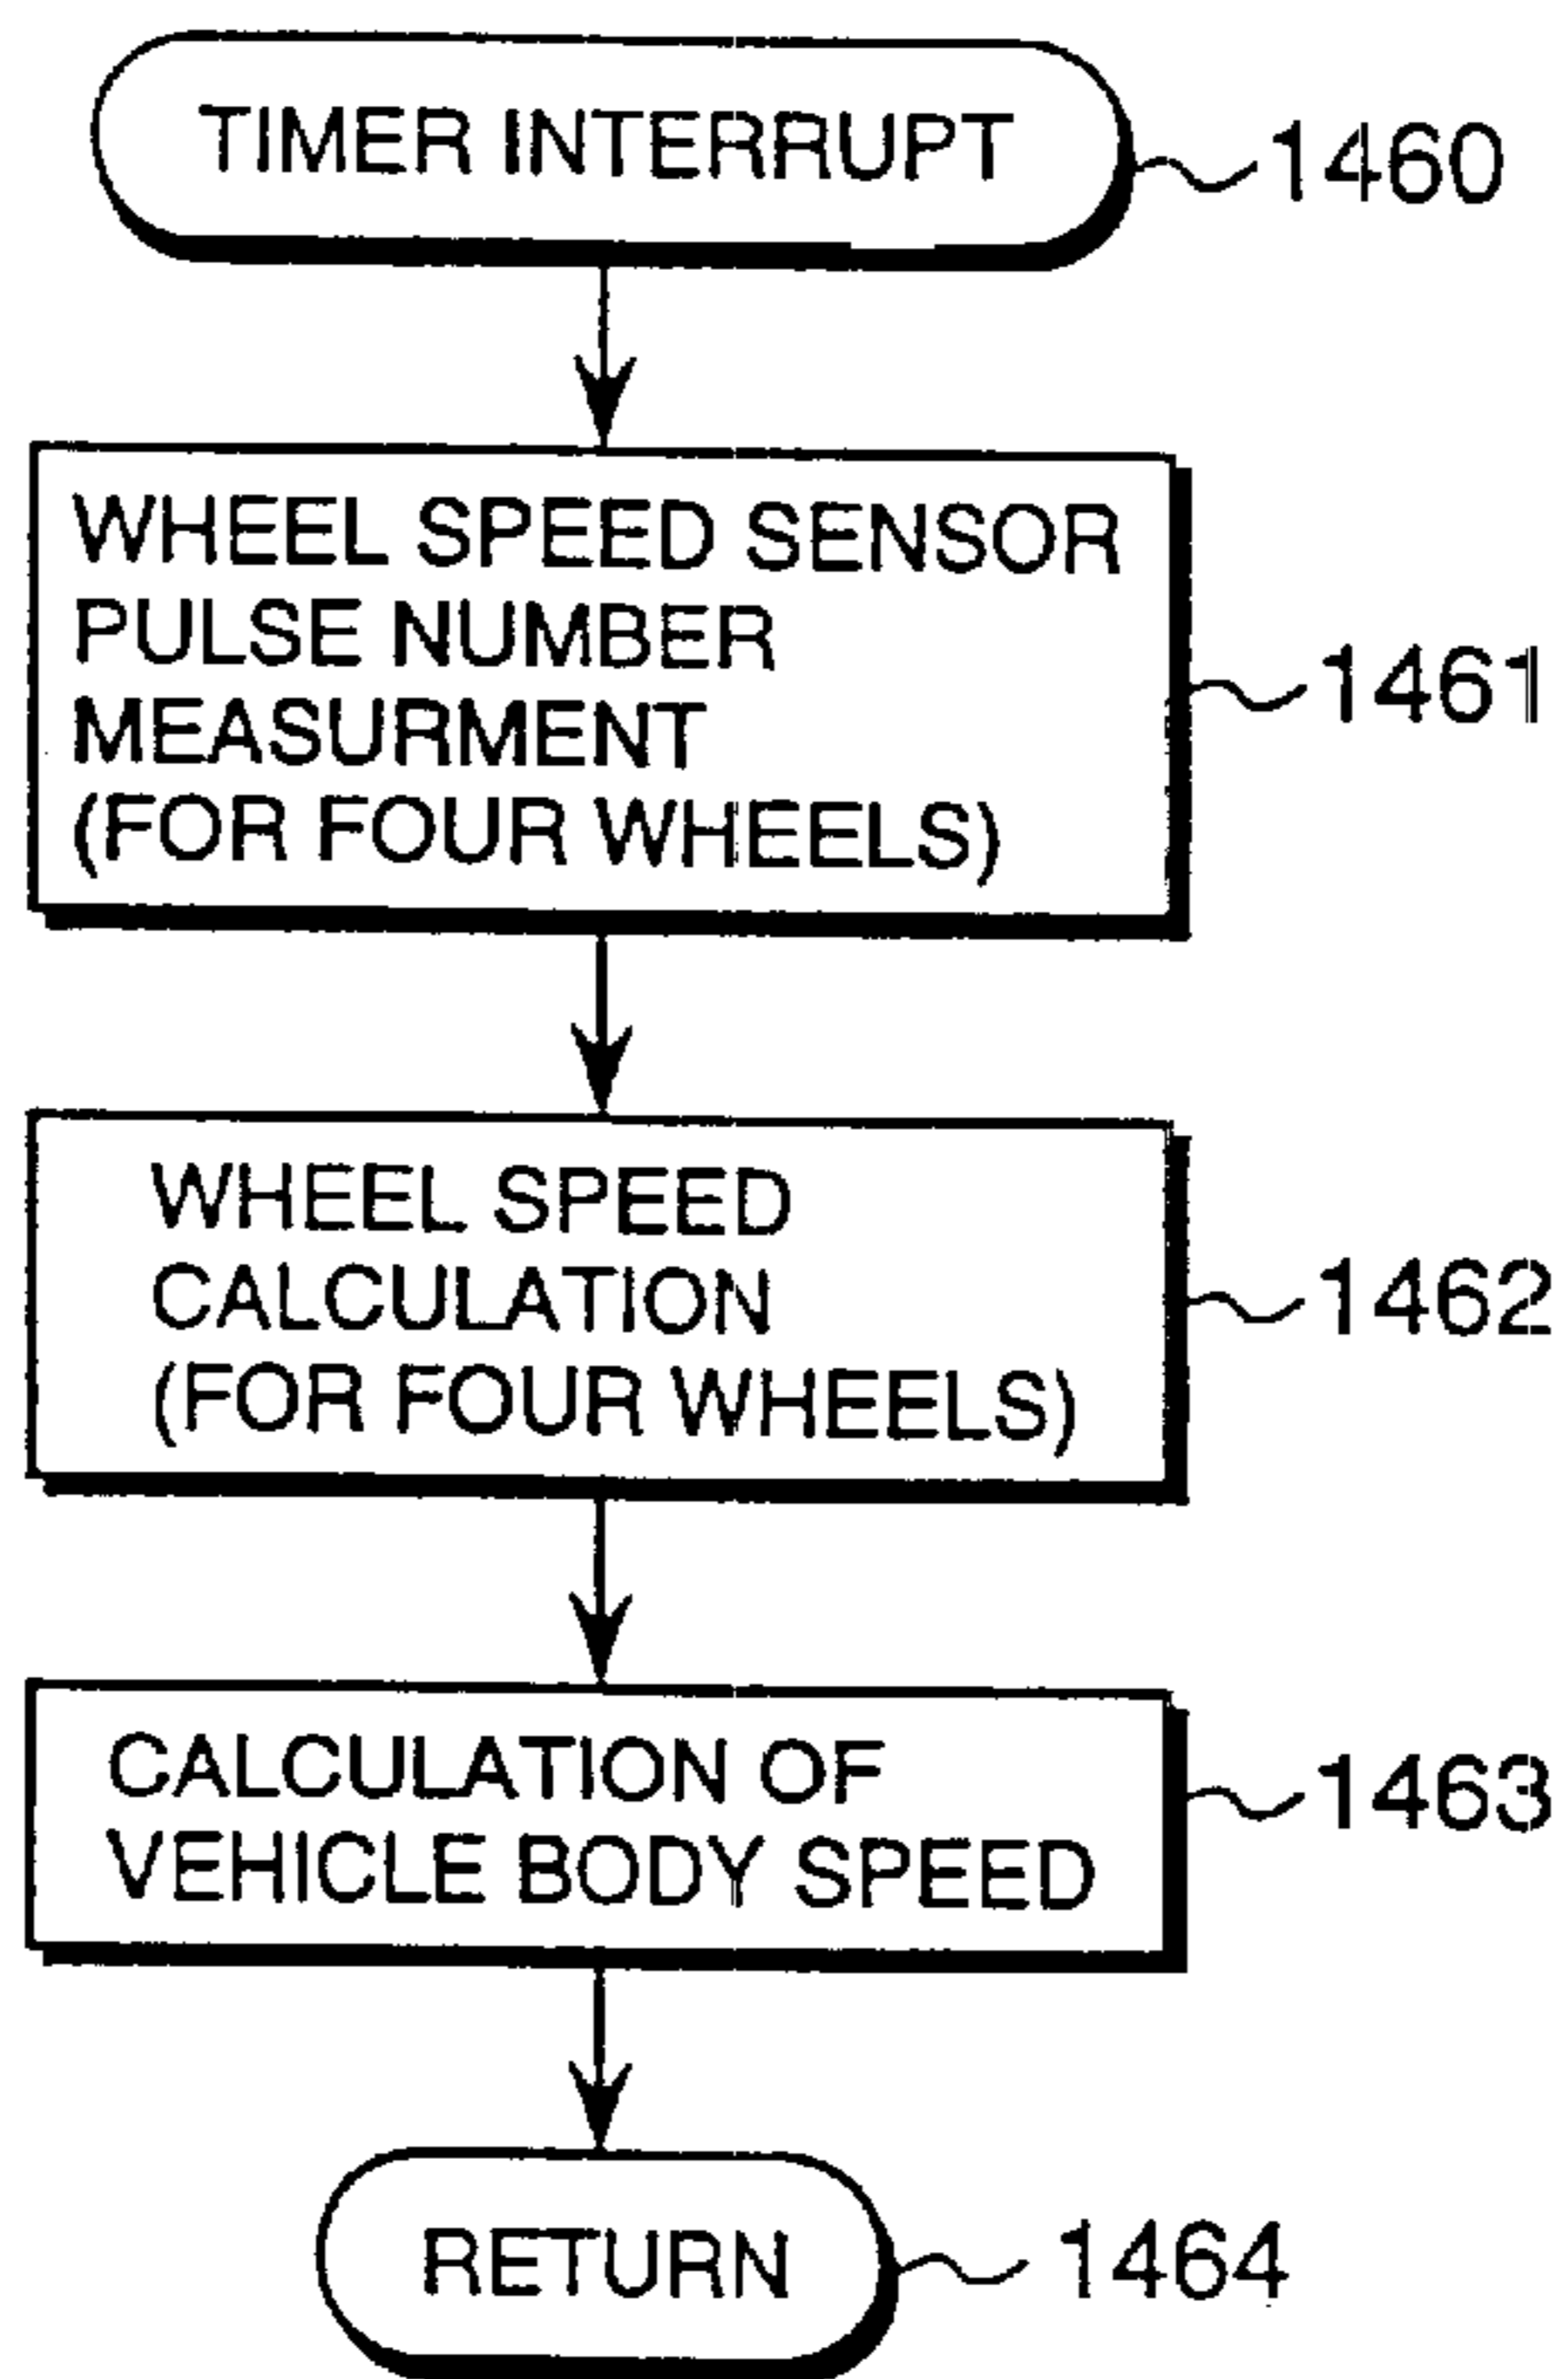 TIMER INTERRUPT
1460
WHEEL SPEED SENSOR
PULSE NUMBER
MEASURMENT
(FOR FOUR WHEELS)
1461
WHEEL SPEED
CALCULATION
(FOR FOUR WHEELS)
1462
CALCULATION OF
VEHICLE BODY SPEED
1463
RETURN
1464